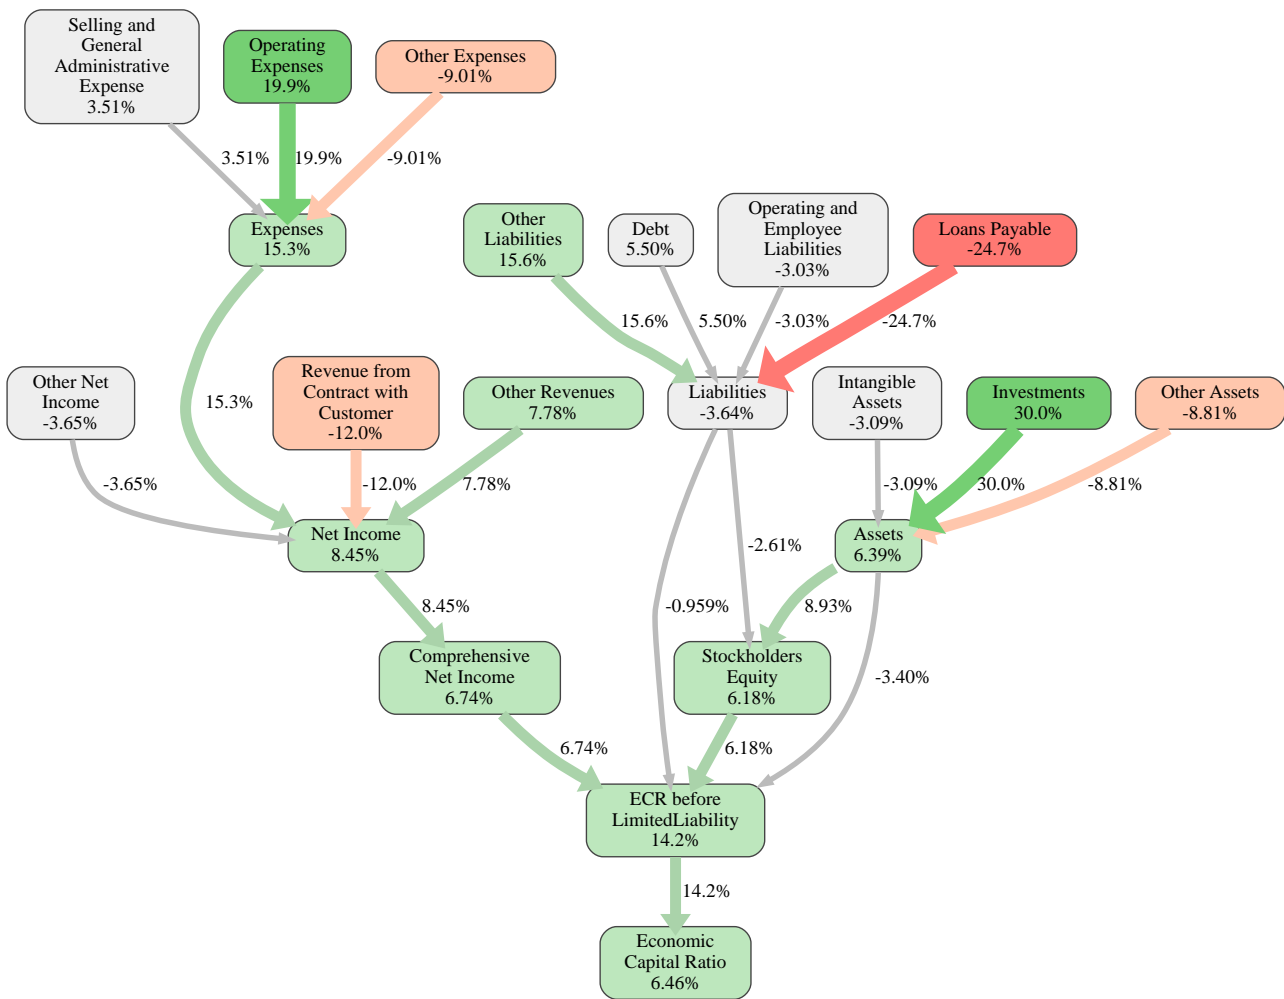 Selling and
General
Administrative
Expense
3.51%
Operating
Expenses
19.9%
Other Expenses
-9.01%
3.51%
19.9%
-9.01%
Expenses
15.3%
Other
Liabilities
15.6%
Debt
5.50%
Operating and
Employee
Liabilities
-3.03%
Loans Payable
-24.7%
15.6%
5.50%
-3.03%
-24.7%
Other Net
Income
-3.65%
15.3%
Revenue from
Contract with
Customer
-12.0%
Other Revenues
7.78%
Liabilities
-3.64%
Intangible
Assets
-3.09%
Investments
30.0%
Other Assets
-8.81%
-3.65%
-12.0%
7.78%
-3.09%
30.0%
-8.81%
Net Income
8.45%
-2.61%
Assets
6.39%
8.45%
-0.959%
8.93%
-3.40%
Comprehensive
Net Income
6.74%
Stockholders
Equity
6.18%
6.74%
6.18%
ECR before
LimitedLiability
14.2%
14.2%
Economic
Capital Ratio
6.46%